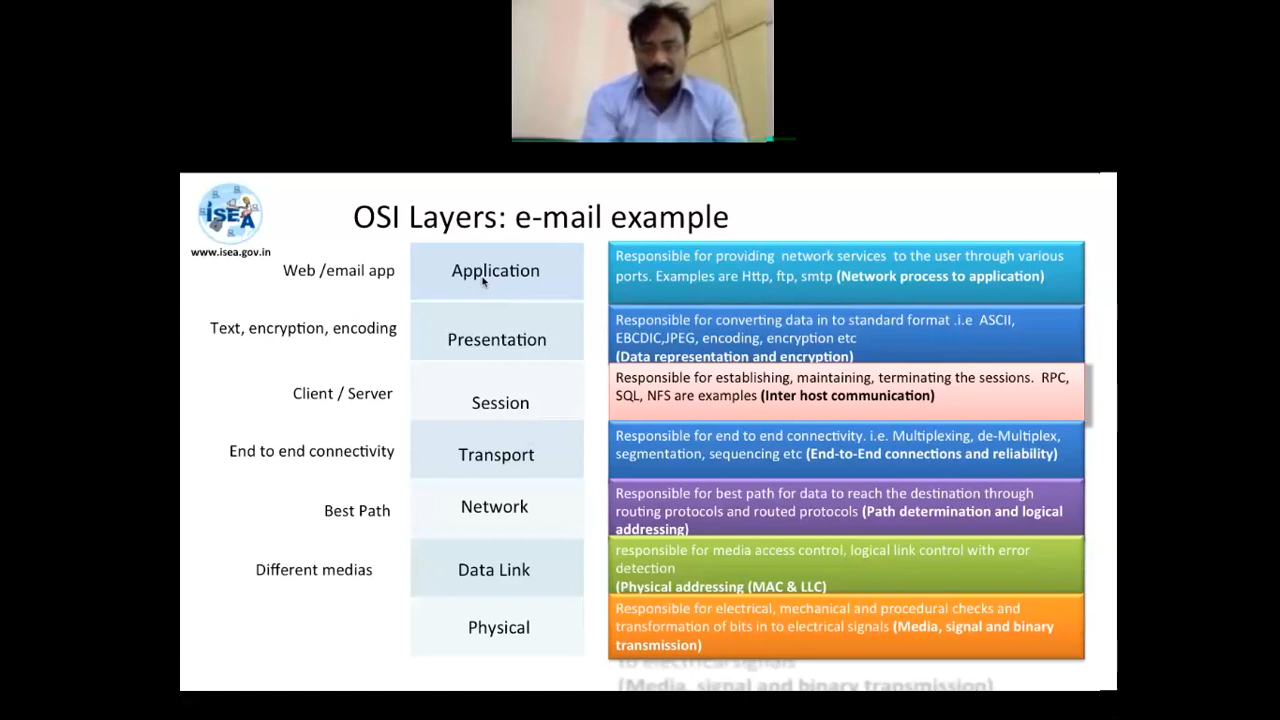 ISEA
www.isea.gov.in
OSI Layers: e-mail example
Web /email app
Application
Responsible for providing network services to the user through various
ports. Examples are Http, ftp, smtp (Network process to application)
Text, encryption, encoding
Presentation
Responsible for converting data in to standard format .i.e ASCII,
EBCDIC,JPEG, encoding, encryption etc
(Data representation and encryption)
Client / Server
Session
Responsible for establishing, maintaining, terminating the sessions. RPC,
SQL, NFS are examples (Inter host communication)
End to end connectivity
Transport
Responsible for end to end connectivity. i.e. Multiplexing, de-Multiplex,
segmentation, sequencing etc (End-to-End connections and reliability)
Best Path
Network
Responsible for best path for data to reach the destination through
routing protocols and routed protocols (Path determination and logical
addressing)
Different medias
Data Link
responsible for media access control, logical link control with error
detection
(Physical addressing (MAC & LLC)
Physical
Responsible for electrical, mechanical and procedural checks and
transformation of bits in to electrical signals (Media, signal and binary
transmission)
to electrical signals
(Media, signal and binary transmission)